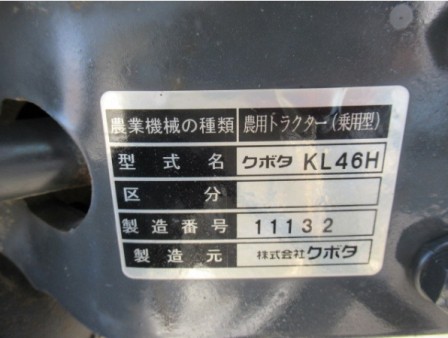 農業機械の種類 農用トラクター(乗用型)
型式名 クボタ KL46H
区分
製造番号 11132
製造元 株式会社クボタ